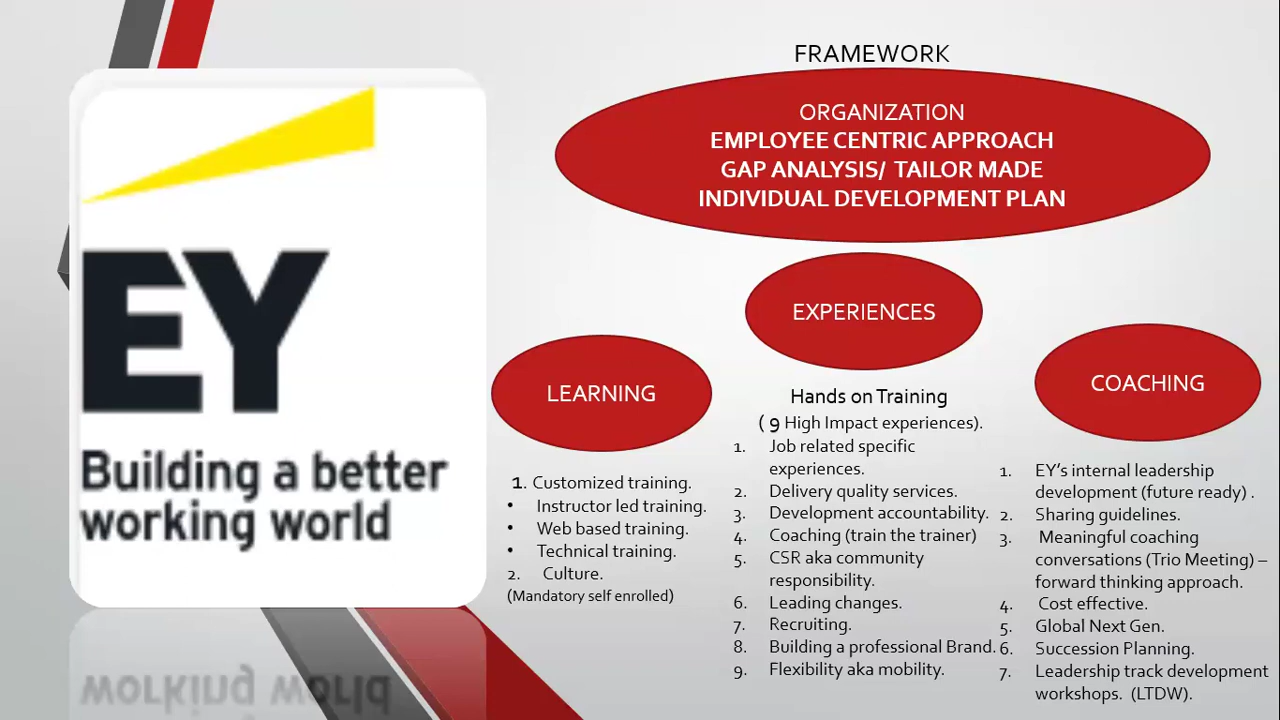 EY
Building a better
working world
FRAMEWORK
ORGANIZATION
EMPLOYEE CENTRIC APPROACH
GAP ANALYSIS/ TAILOR MADE
INDIVIDUAL DEVELOPMENT PLAN
LEARNING
1. Customized training.
• Instructor led training.
• Web based training.
• Technical training.
2. Culture.
(Mandatory self enrolled)
EXPERIENCES
Hands on Training
( 9 High Impact experiences).
1. Job related specific
experiences.
2. Delivery quality services.
3. Development accountability.
4. Coaching (train the trainer)
5. CSR aka community
responsibility.
6. Leading changes.
7. Recruiting.
8. Building a professional Brand.
9. Flexibility aka mobility.
COACHING
1. EY's internal leadership
development (future ready) .
2. Sharing guidelines.
3. Meaningful coaching
conversations (Trio Meeting) –
forward thinking approach.
4. Cost effective.
5. Global Next Gen.
6. Succession Planning.
7. Leadership track development
workshops. (LTDW).